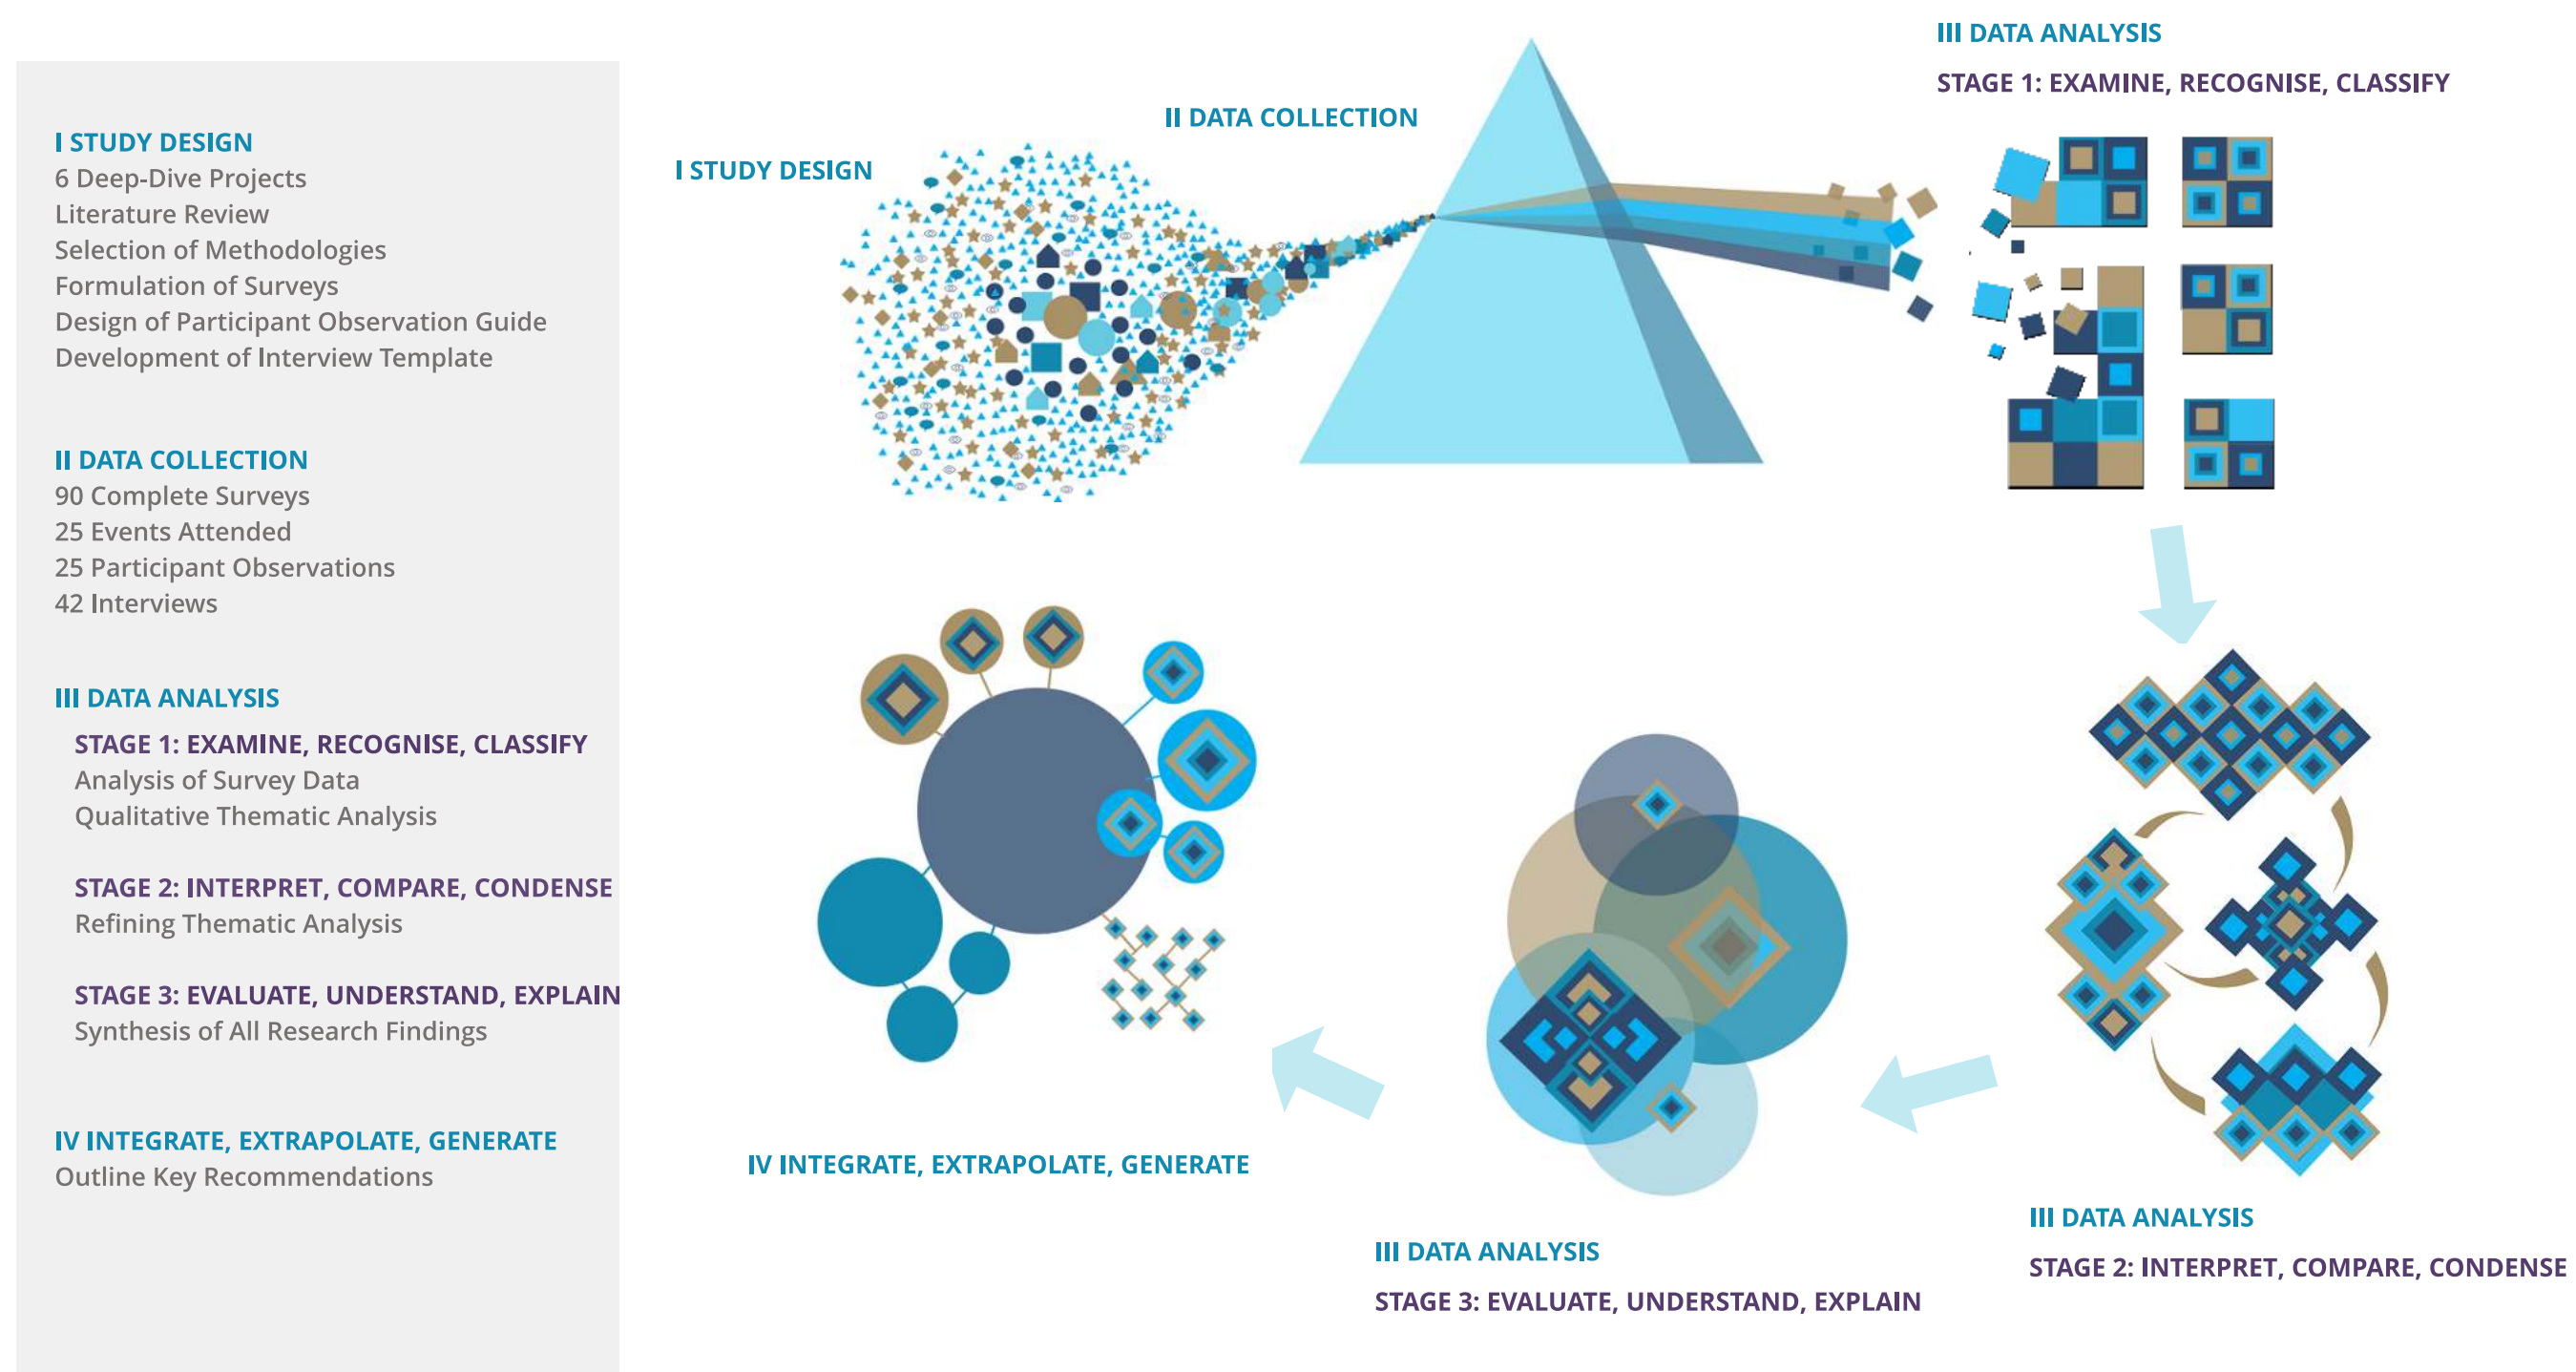 I STUDY DESIGN
6 Deep-Dive Projects
Literature Review
Selection of Methodologies
Formulation of Surveys
Design of Participant Observation Guide
Development of Interview Template
II DATA COLLECTION
90 Complete Surveys
25 Events Attended
25 Participant Observations
42 Interviews
III DATA ANALYSIS
STAGE 1: EXAMINE, RECOGNISE, CLASSIFY
Analysis of Survey Data
Qualitative Thematic Analysis
STAGE 2: INTERPRET, COMPARE, CONDENSE
Refining Thematic Analysis
STAGE 3: EVALUATE, UNDERSTAND, EXPLAIN
Synthesis of All Research Findings
IV INTEGRATE, EXTRAPOLATE, GENERATE
Outline Key Recommendations
I STUDY DESIGN
II DATA COLLECTION
III DATA ANALYSIS
STAGE 1: EXAMINE, RECOGNISE, CLASSIFY
III DATA ANALYSIS
STAGE 2: INTERPRET, COMPARE, CONDENSE
III DATA ANALYSIS
STAGE 3: EVALUATE, UNDERSTAND, EXPLAIN
IV INTEGRATE, EXTRAPOLATE, GENERATE